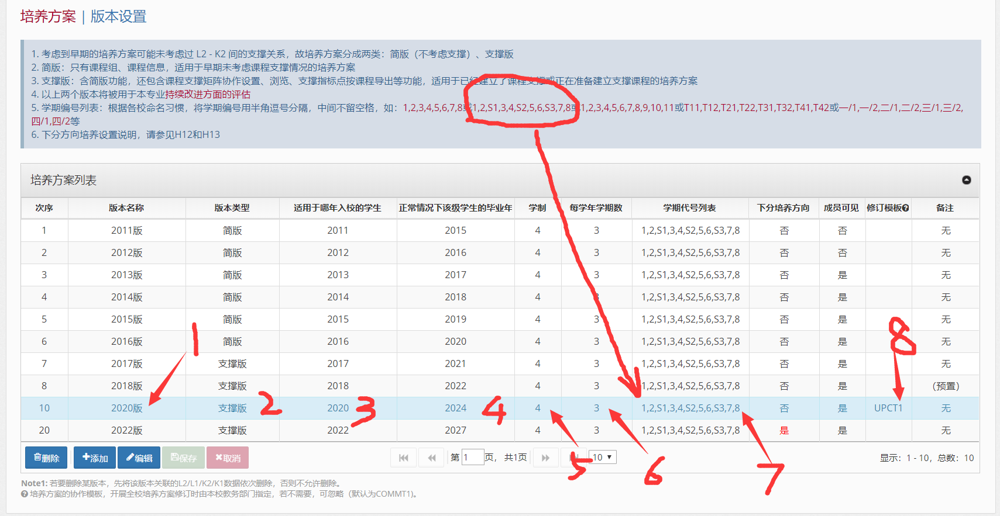 培养方案 | 版本设置
1. 考虑到早期的培养方案可能未考虑过 L2 - K2 间的支撑关系，故培养方案分成两类：简版（不考虑支撑）、支撑版
2. 简版：只有课程组、课程信息，适用于早期未考虑课程支撑情况的培养方案
3. 支撑版：含简版功能，还包含课程支撑矩阵协作设置、浏览、支撑指标点按课程导出等功能，适用于已经建立了课程支撑或正在准备建立支撑课程的培养方案
4. 以上两个版本将被用于本专业持续改进方面的评估
5. 学期编号列表：根据各校命名习惯，将学期编号用半角逗号分隔，中间不留空格，如：1,2,3,4,5,6,7,8或1,2,S1,3,4,S2,5,6,S3,7,8或1,2,3,4,5,6,7,8,9,10,11或T11,T12,T21,T22,T31,T32,T41,T42或一/1,一/2,二/1,二/2,三/1,三/2,
四/1,四/2等
6. 下分方向培养设置说明，请参见H12和H13
培养方案列表
次序 版本名称 版本类型 适用于哪年入校的学生 正常情况下该级学生的毕业年 学制 每学年学期数 学期代号列表 下分培养方向 成员可见 修订模板 备注
1 2011版 简版 2011 2015 4 3 1,2,S1,3,4,S2,5,6,S3,7,8 否 否 无
2 2012版 简版 2012 2016 4 3 1,2,S1,3,4,S2,5,6,S3,7,8 否 否 无
3 2013版 简版 2013 2017 4 3 1,2,S1,3,4,S2,5,6,S3,7,8 否 是 无
4 2014版 简版 2014 2018 4 3 1,2,S1,3,4,S2,5,6,S3,7,8 否 是 无
5 2015版 简版 2015 2019 4 3 1,2,S1,3,4,S2,5,6,S3,7,8 否 是 无
6 2016版 简版 2016 2020 4 3 1,2,S1,3,4,S2,5,6,S3,7,8 否 是 无
7 2017版 支撑版 2017 2021 4 3 1,2,S1,3,4,S2,5,6,S3,7,8 否 是 无
8 2018版 支撑版 2018 2022 4 3 1,2,S1,3,4,S2,5,6,S3,7,8 否 是 (预置)
10 2020版 支撑版 2020 2024 4 3 1,2,S1,3,4,S2,5,6,S3,7,8 否 是 UPCT1 无
20 2022版 支撑版 2022 2027 4 3 1,2,S1,3,4,S2,5,6,S3,7,8 是 是 无
1
2
3
4
5
6
7
8
删除 添加 编辑 保存 取消 第 1 页，共1页 10 显示：1 - 10，总数：10
Note1: 若要删除某版本，先将该版本关联的L2/L1/K2/K1数据依次删除，否则不允许删除。
培养方案的协作模板，开展全校培养方案修订时由本校教务部门指定，若不需要，可忽略（默认为COMMT1)。